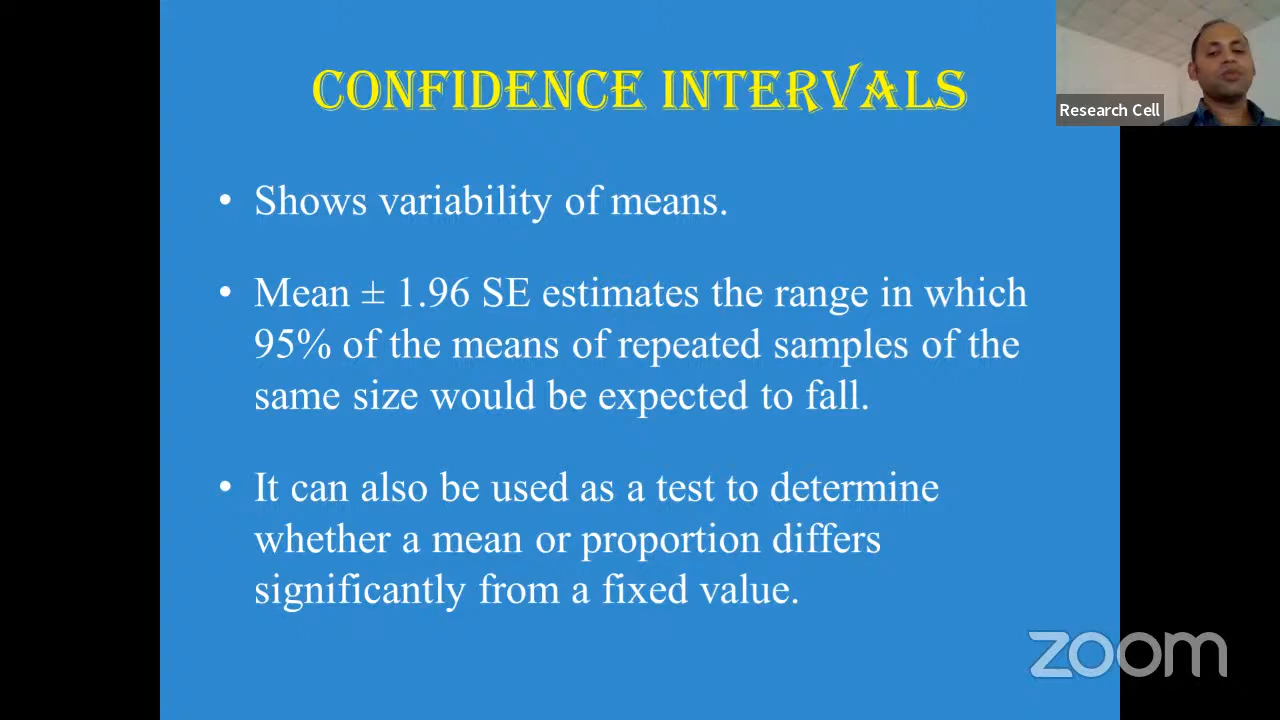 CONFIDENCE INTERVALS
Research Cell
• Shows variability of means.
• Mean ± 1.96 SE estimates the range in which
95% of the means of repeated samples of the
same size would be expected to fall.
• It can also be used as a test to determine
whether a mean or proportion differs
significantly from a fixed value.
zoom